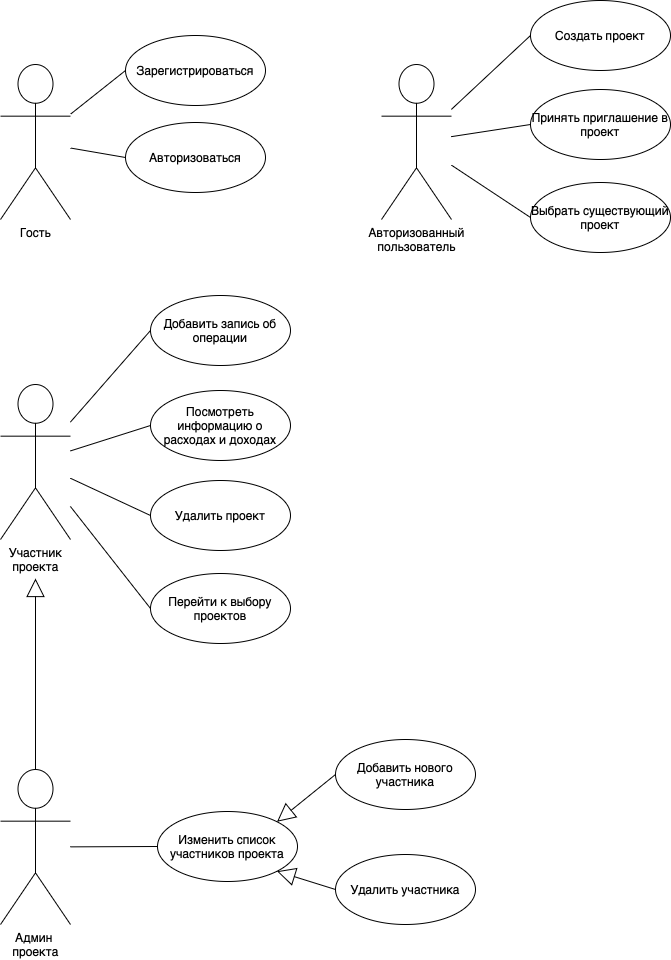 Зарегистрироваться
Авторизоваться
Гость
Создать проект
Принять приглашение в
проект
Выбрать существующий
проект
Авторизованный
пользователь
Добавить запись об
операции
Посмотреть
информацию о
расходах и доходах
Удалить проект
Перейти к выбору
проектов
Участник
проекта
Добавить нового
участника
Изменить список
участников проекта
Удалить участника
Админ
проекта